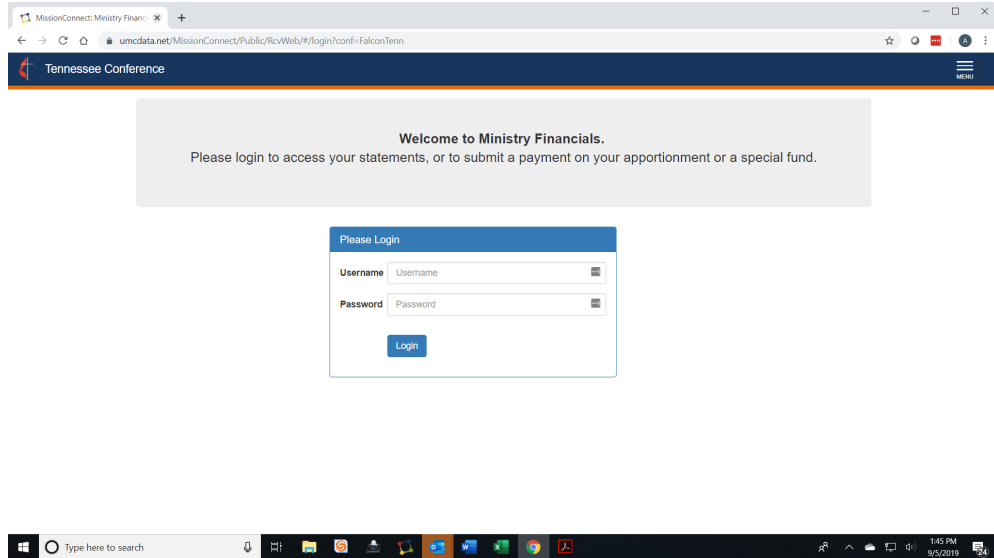 MissionConnect: Ministry Financ
umcdata.net/MissionConnect/Public/RcvWeb/#/login?conf=FalconTenn
A
Tennessee Conference
MENU
Welcome to Ministry Financials.
Please login to access your statements, or to submit a payment on your apportionment or a special fund.
Please Login
Username Username
Password Password
Login
Type here to search
1:45 PM
9/5/2019
24